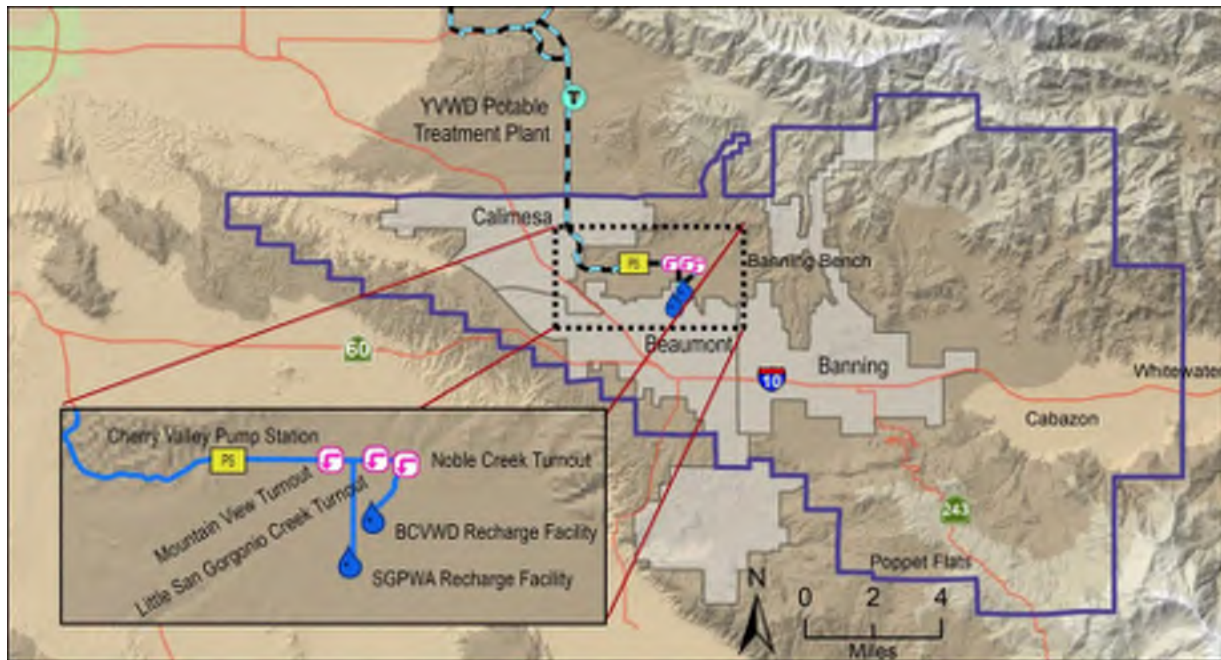 T
YVWD Potable
Treatment Plant
Calimesa
PS
Banning Bench
60
Beaumont
10
Banning
Whitewater
Cabazon
Cherry Valley Pump Station
PS
Noble Creek Turnout
Mountain View Turnout
Little San Gorgonio Creek Turnout
BCVWD Recharge Facility
SGPWA Recharge Facility
243
Poppet Flats
N
0 2 4
Miles